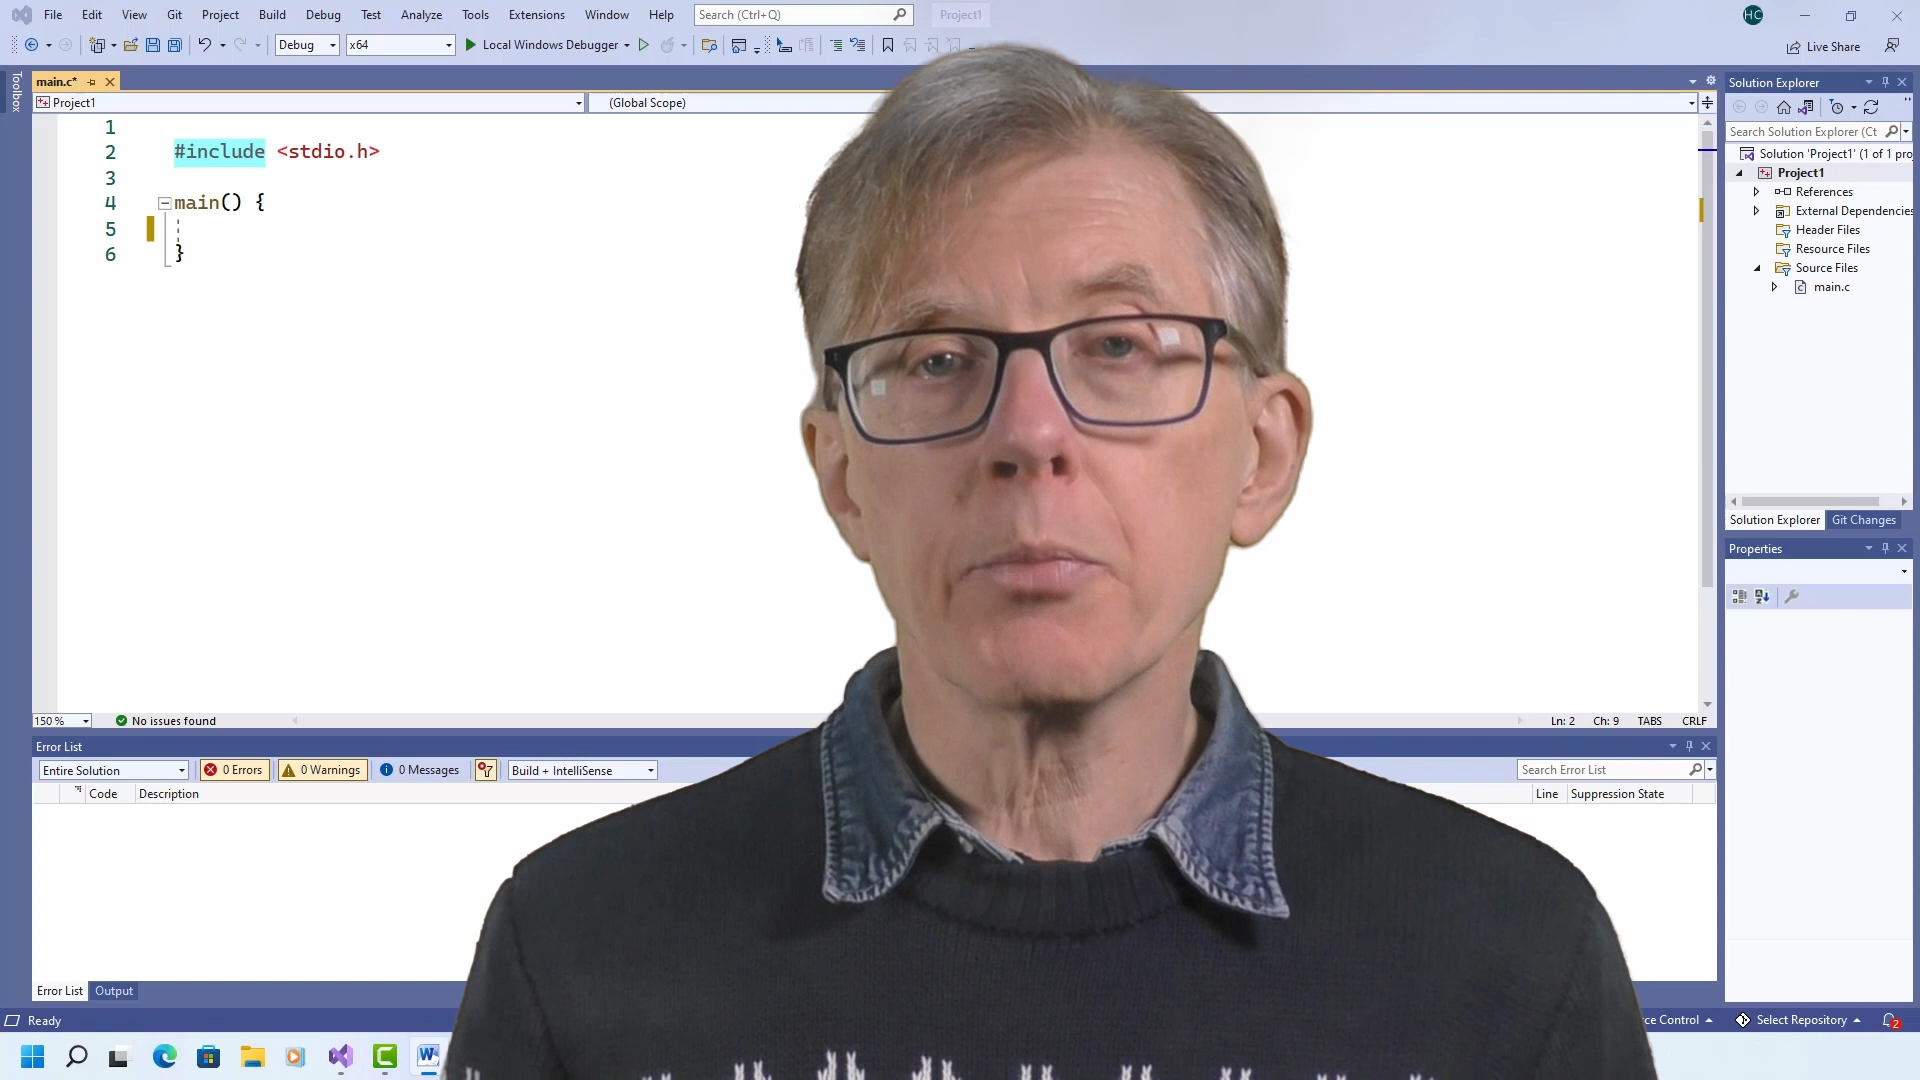 File Edit View Git Project Build Debug Test Analyze Tools Extensions Window Help Search (Ctrl+Q) Project1 HC
Debug x64 Local Windows Debugger Live Share
Toolbox
main.c*
Project1 (Global Scope)
1
2 #include <stdio.h>
3
4 main() {
5
6 }
150 % No issues found Ln: 2 Ch: 9 TABS CRLF
Error List
Entire Solution 0 Errors 0 Warnings 0 Messages Build + IntelliSense Search Error List
Code Description Line Suppression State
Error List Output
Solution Explorer
Search Solution Explorer (Ct
Solution 'Project1' (1 of 1 pro
Project1
References
External Dependencies
Header Files
Resource Files
Source Files
main.c
Solution Explorer Git Changes
Properties
Ready ce Control Select Repository 2